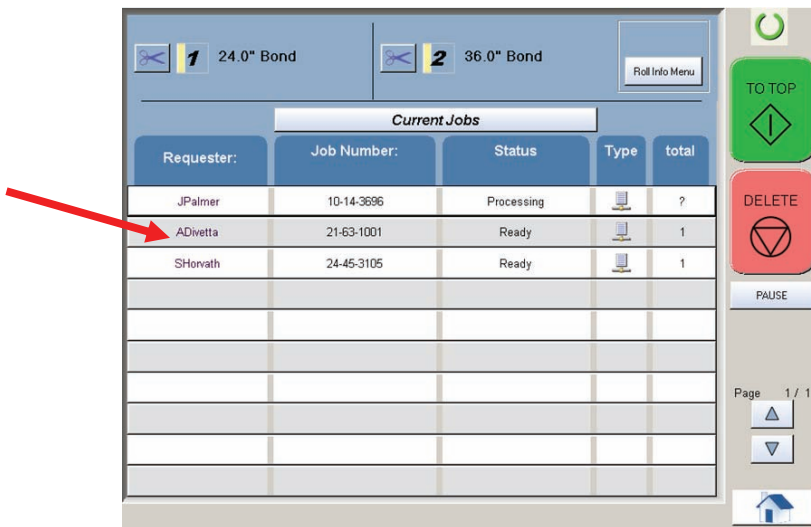 1 24.0" Bond
2 36.0" Bond
Roll Info Menu
TO TOP
Current Jobs
Requester: Job Number: Status Type total
JPalmer 10-14-3696 Processing ?
DELETE
ADivetta 21-63-1001 Ready 1
SHorvath 24-45-3105 Ready 1
PAUSE
Page 1 / 1